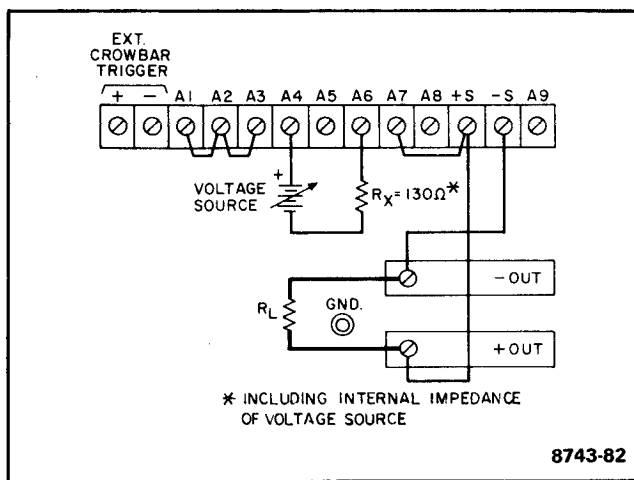 EXT.
CROWBAR
TRIGGER
+ − A1 A2 A3 A4 A5 A6 A7 A8 +S −S A9
+
VOLTAGE
SOURCE
RX=130Ω*
− OUT
RL
GND.
+ OUT
* INCLUDING INTERNAL IMPEDANCE
OF VOLTAGE SOURCE
8743-82